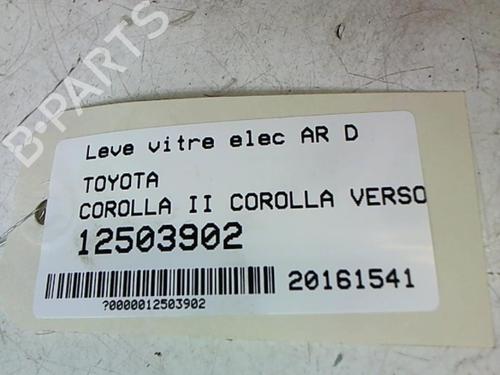 B-PARTS
Leve vitre elec AR D
TOYOTA
COROLLA II COROLLA VERSO
12503902
20161541
?0000012503902